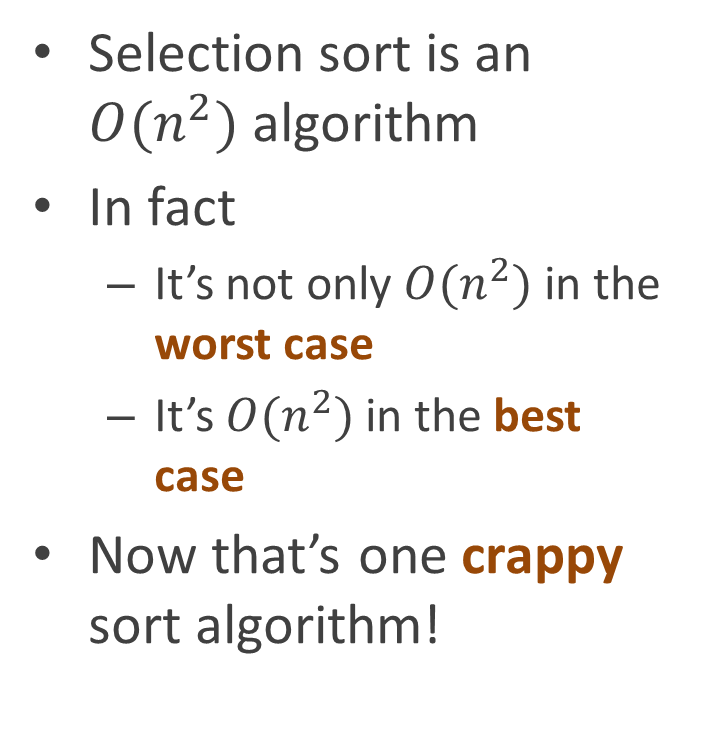 • Selection sort is an
O(n²) algorithm
• In fact
– It’s not only O(n²) in the
worst case
– It’s O(n²) in the best
case
• Now that’s one crappy
sort algorithm!